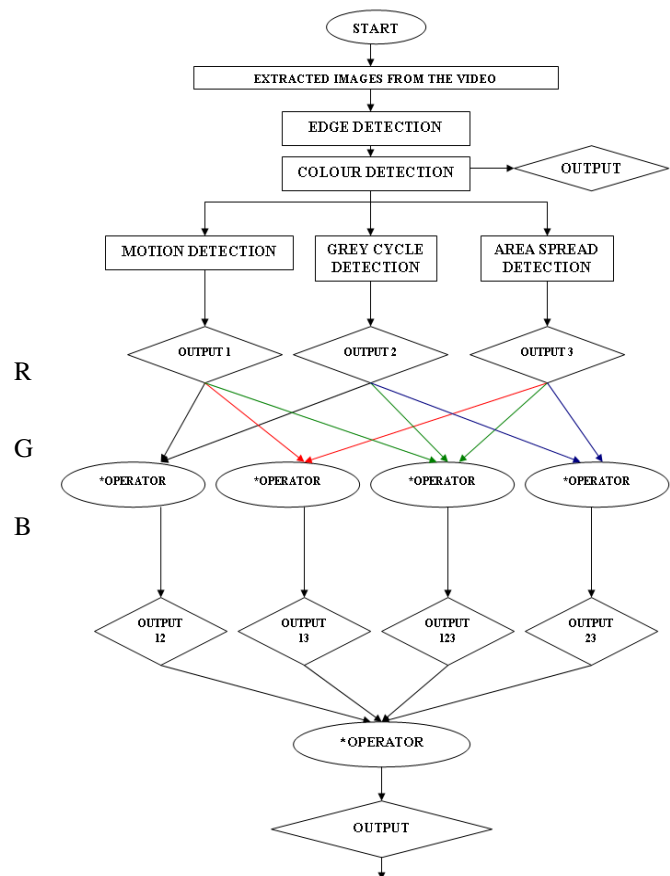 START
EXTRACTED IMAGES FROM THE VIDEO
EDGE DETECTION
COLOUR DETECTION
OUTPUT
MOTION DETECTION
GREY CYCLE
DETECTION
AREA SPREAD
DETECTION
OUTPUT 1
OUTPUT 2
OUTPUT 3
R
G
*OPERATOR
*OPERATOR
*OPERATOR
*OPERATOR
B
OUTPUT
12
OUTPUT
13
OUTPUT
123
OUTPUT
23
*OPERATOR
OUTPUT